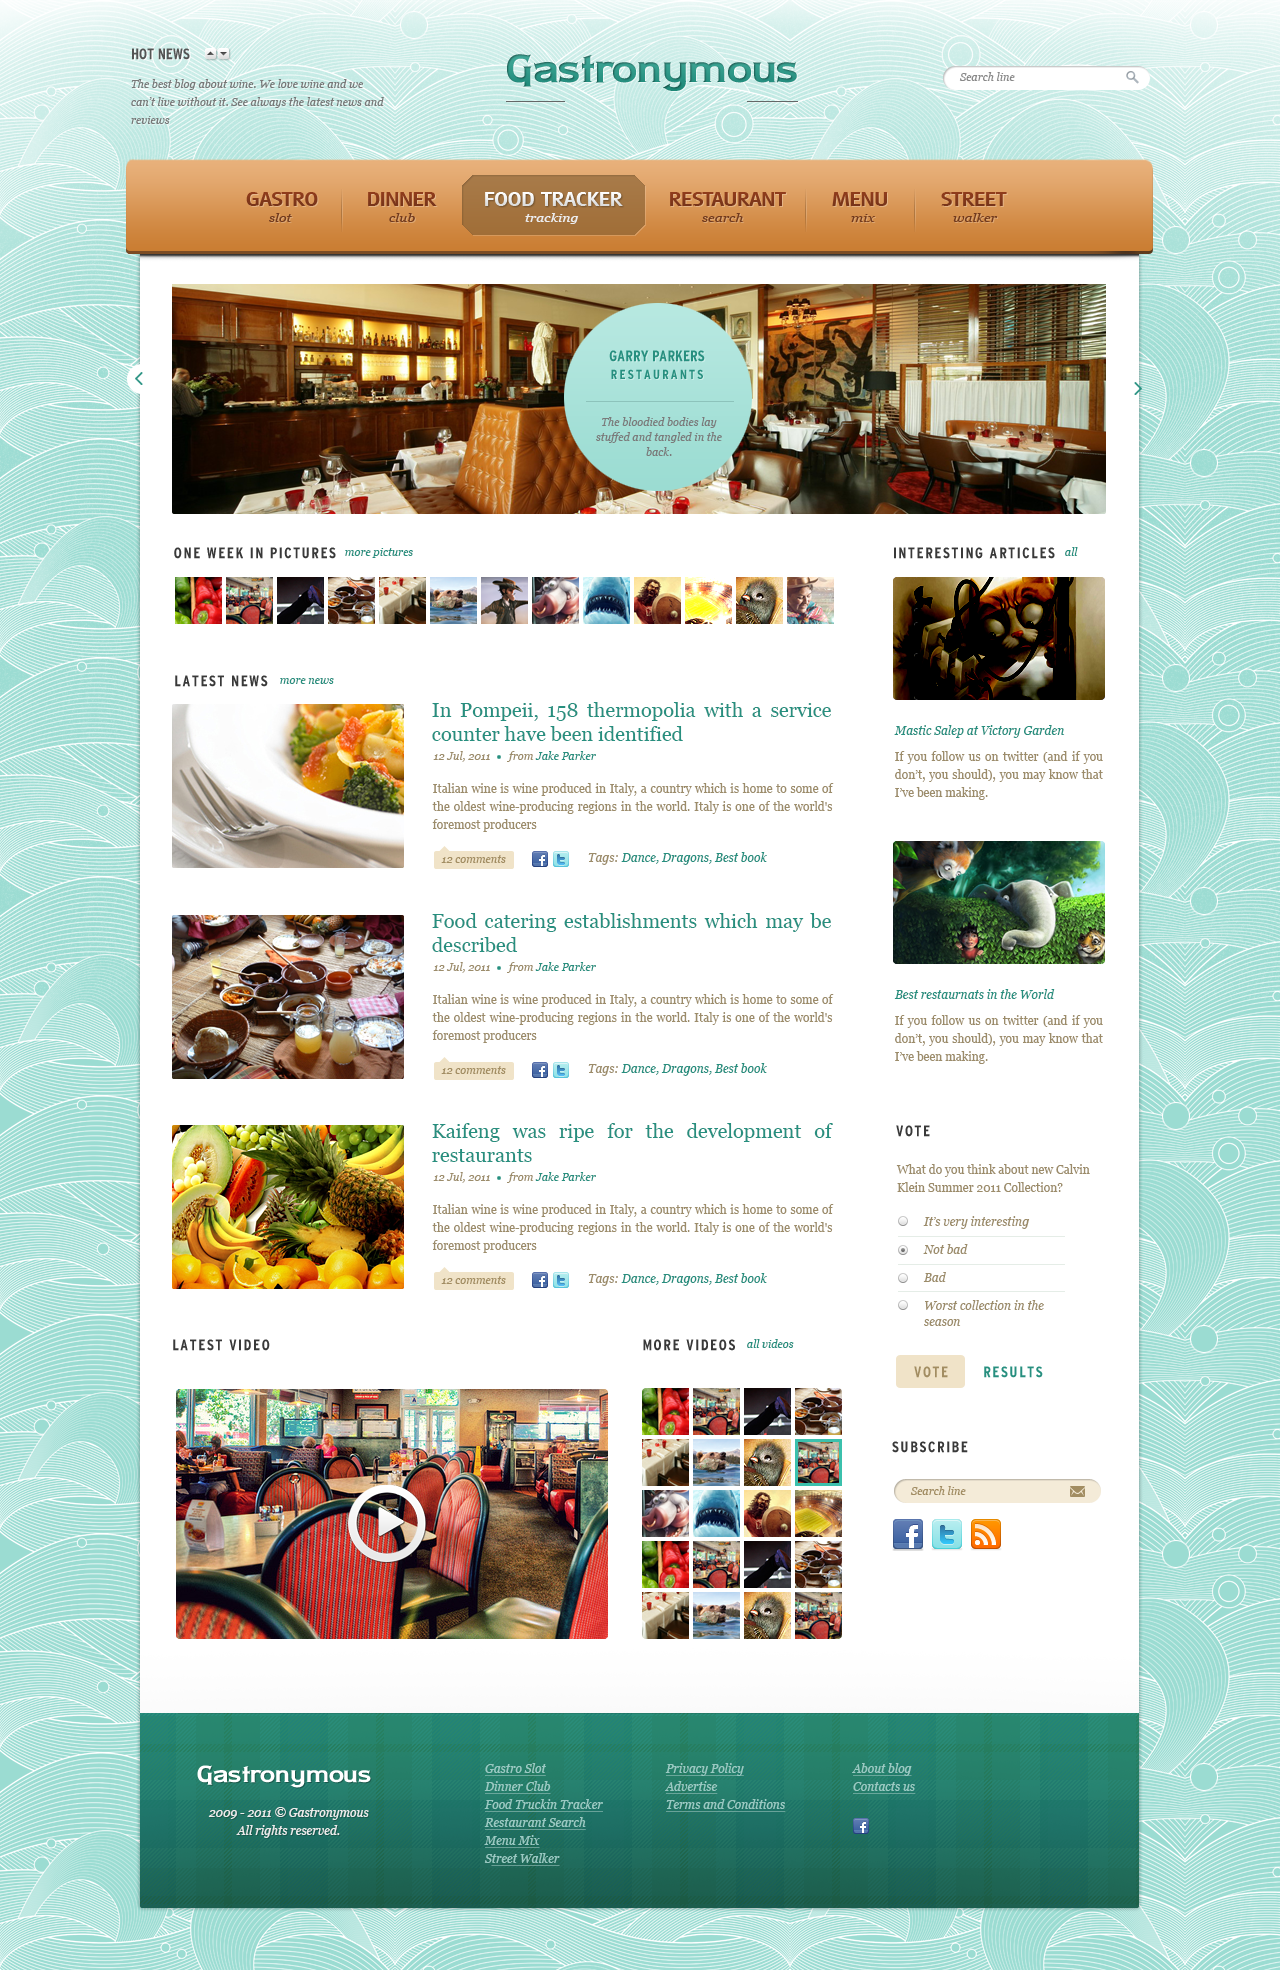 HOT NEWS
The best blog about wine. We love wine and we
can't live without it. See always the latest news and
reviews
Gastronymous
Search line
GASTRO
slot
DINNER
club
FOOD TRACKER
tracking
RESTAURANT
search
MENU
mix
STREET
walker
GARRY PARKERS
RESTAURANTS
The bloodied bodies lay
stuffed and tangled in the
back.
ONE WEEK IN PICTURES more pictures
LATEST NEWS more news
In Pompeii, 158 thermopolia with a service
counter have been identified
12 Jul, 2011 • from Jake Parker
Italian wine is wine produced in Italy, a country which is home to some of
the oldest wine-producing regions in the world. Italy is one of the world's
foremost producers
12 comments
Tags: Dance, Dragons, Best book
Food catering establishments which may be
described
12 Jul, 2011 • from Jake Parker
Italian wine is wine produced in Italy, a country which is home to some of
the oldest wine-producing regions in the world. Italy is one of the world's
foremost producers
12 comments
Tags: Dance, Dragons, Best book
Kaifeng was ripe for the development of
restaurants
12 Jul, 2011 • from Jake Parker
Italian wine is wine produced in Italy, a country which is home to some of
the oldest wine-producing regions in the world. Italy is one of the world's
foremost producers
12 comments
Tags: Dance, Dragons, Best book
LATEST VIDEO
MORE VIDEOS all videos
INTERESTING ARTICLES all
Mastic Salep at Victory Garden
If you follow us on twitter (and if you
don't, you should), you may know that
I've been making.
Best restaurnats in the World
If you follow us on twitter (and if you
don't, you should), you may know that
I've been making.
VOTE
What do you think about new Calvin
Klein Summer 2011 Collection?
It's very interesting
Not bad
Bad
Worst collection in the
season
VOTE
RESULTS
SUBSCRIBE
Search line
Gastronymous
2009 - 2011 © Gastronymous
All rights reserved.
Gastro Slot
Dinner Club
Food Truckin Tracker
Restaurant Search
Menu Mix
Street Walker
Privacy Policy
Advertise
Terms and Conditions
About blog
Contacts us